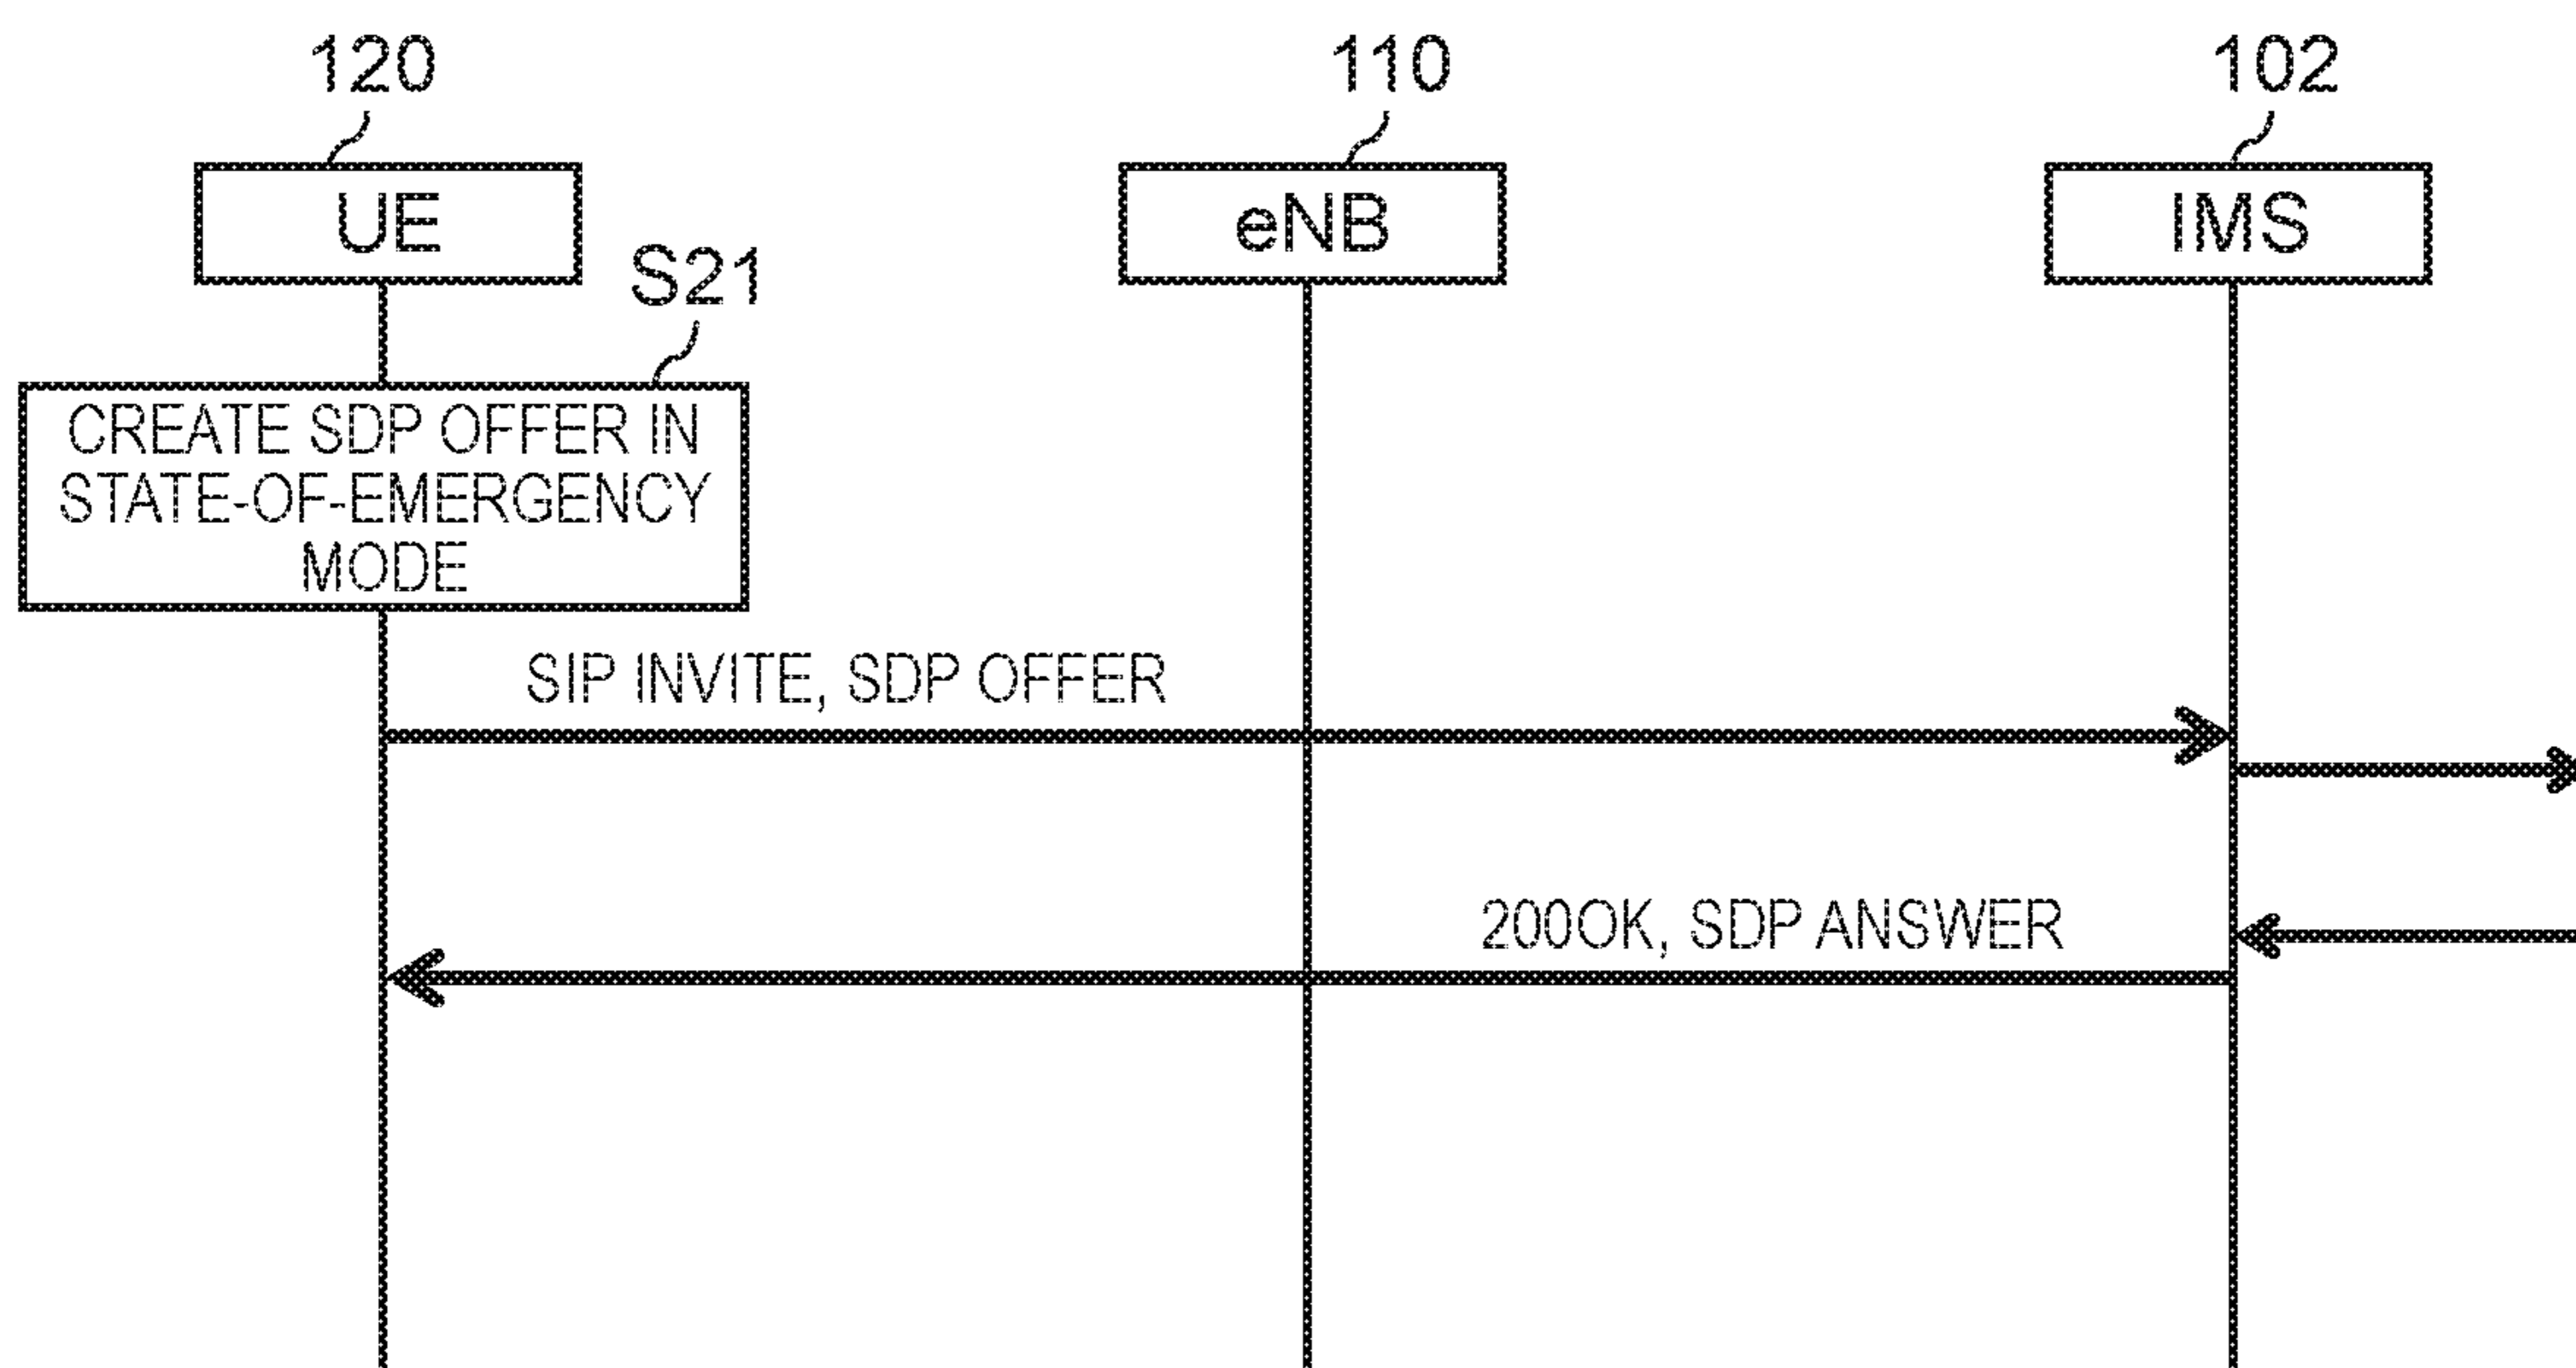 120
110
102
UE
eNB
IMS
S21
CREATE SDP OFFER IN
STATE-OF-EMERGENCY
MODE
SIP INVITE, SDP OFFER
200OK, SDP ANSWER